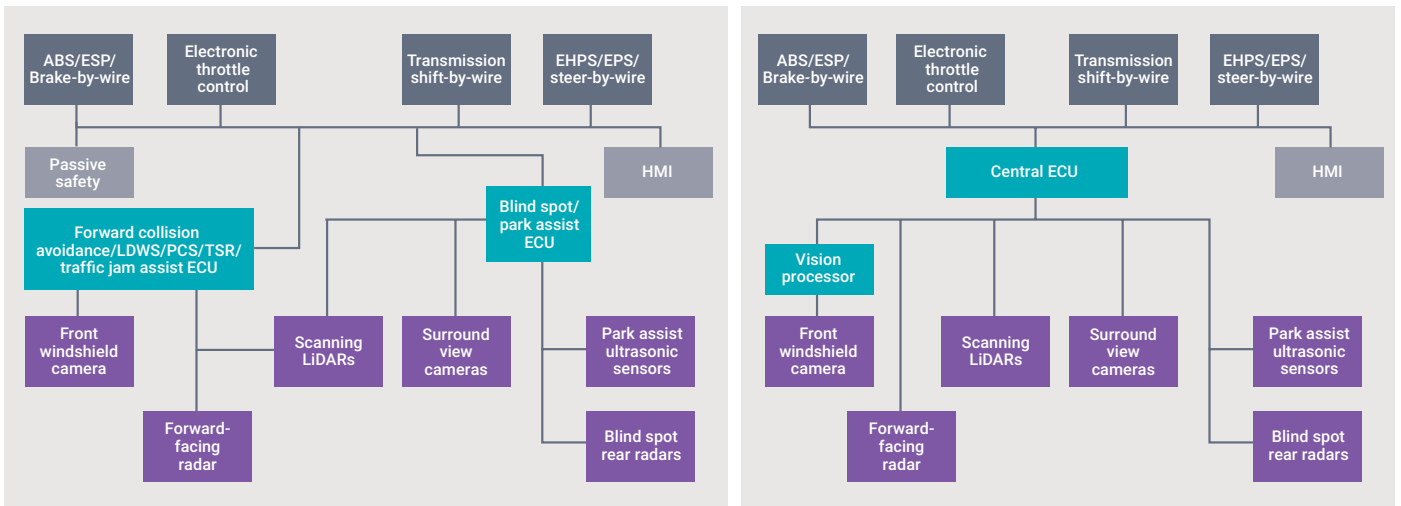 ABS/ESP/
Brake-by-wire
Electronic
throttle
control
Transmission
shift-by-wire
EHPS/EPS/
steer-by-wire
Passive
safety
HMI
Forward collision
avoidance/LDWS/PCS/TSR/
traffic jam assist ECU
Blind spot/
park assist
ECU
Front
windshield
camera
Scanning
LiDARs
Surround
view
cameras
Park assist
ultrasonic
sensors
Forward-
facing
radar
Blind spot
rear radars
ABS/ESP/
Brake-by-wire
Electronic
throttle
control
Transmission
shift-by-wire
EHPS/EPS/
steer-by-wire
Central ECU
HMI
Vision
processor
Front
windshield
camera
Scanning
LiDARs
Surround
view
cameras
Park assist
ultrasonic
sensors
Forward-
facing
radar
Blind spot
rear radars